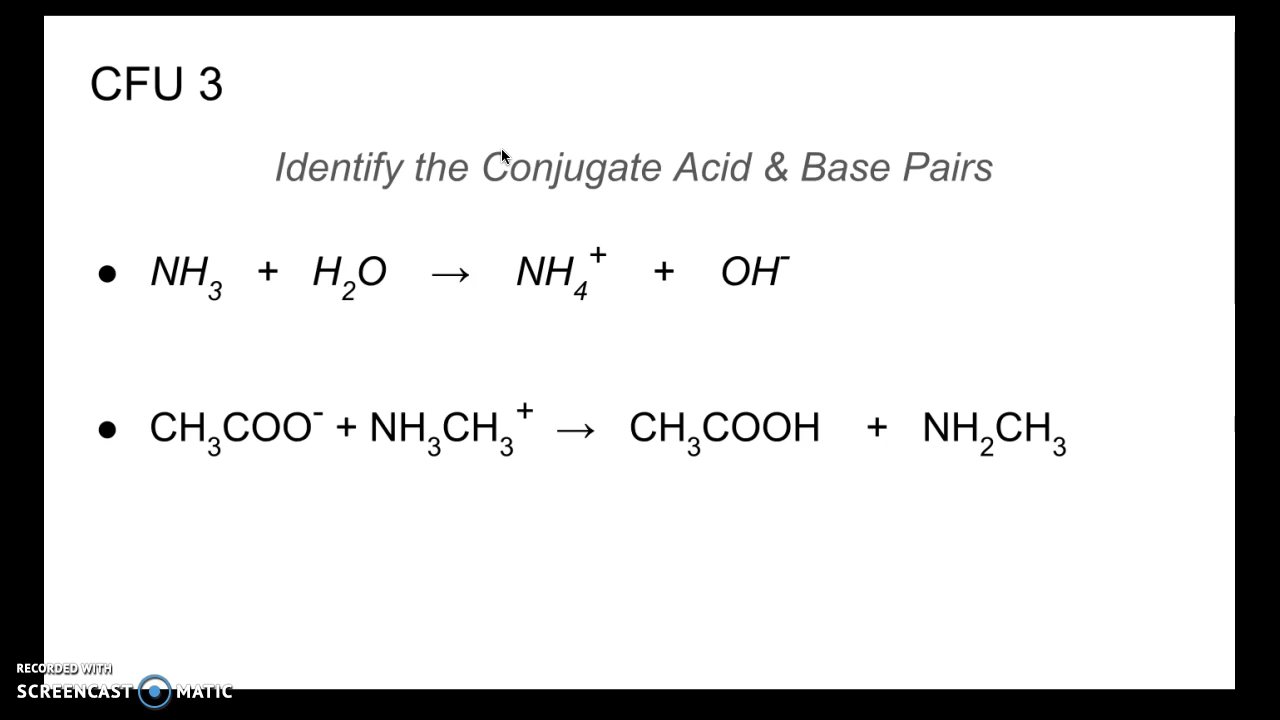 CFU 3
Identify the Conjugate Acid & Base Pairs
● NH₃ + H₂O → NH₄⁺ + OH⁻
● CH₃COO⁻ + NH₃CH₃⁺ → CH₃COOH + NH₂CH₃
RECORDED WITH
SCREENCAST MATIC